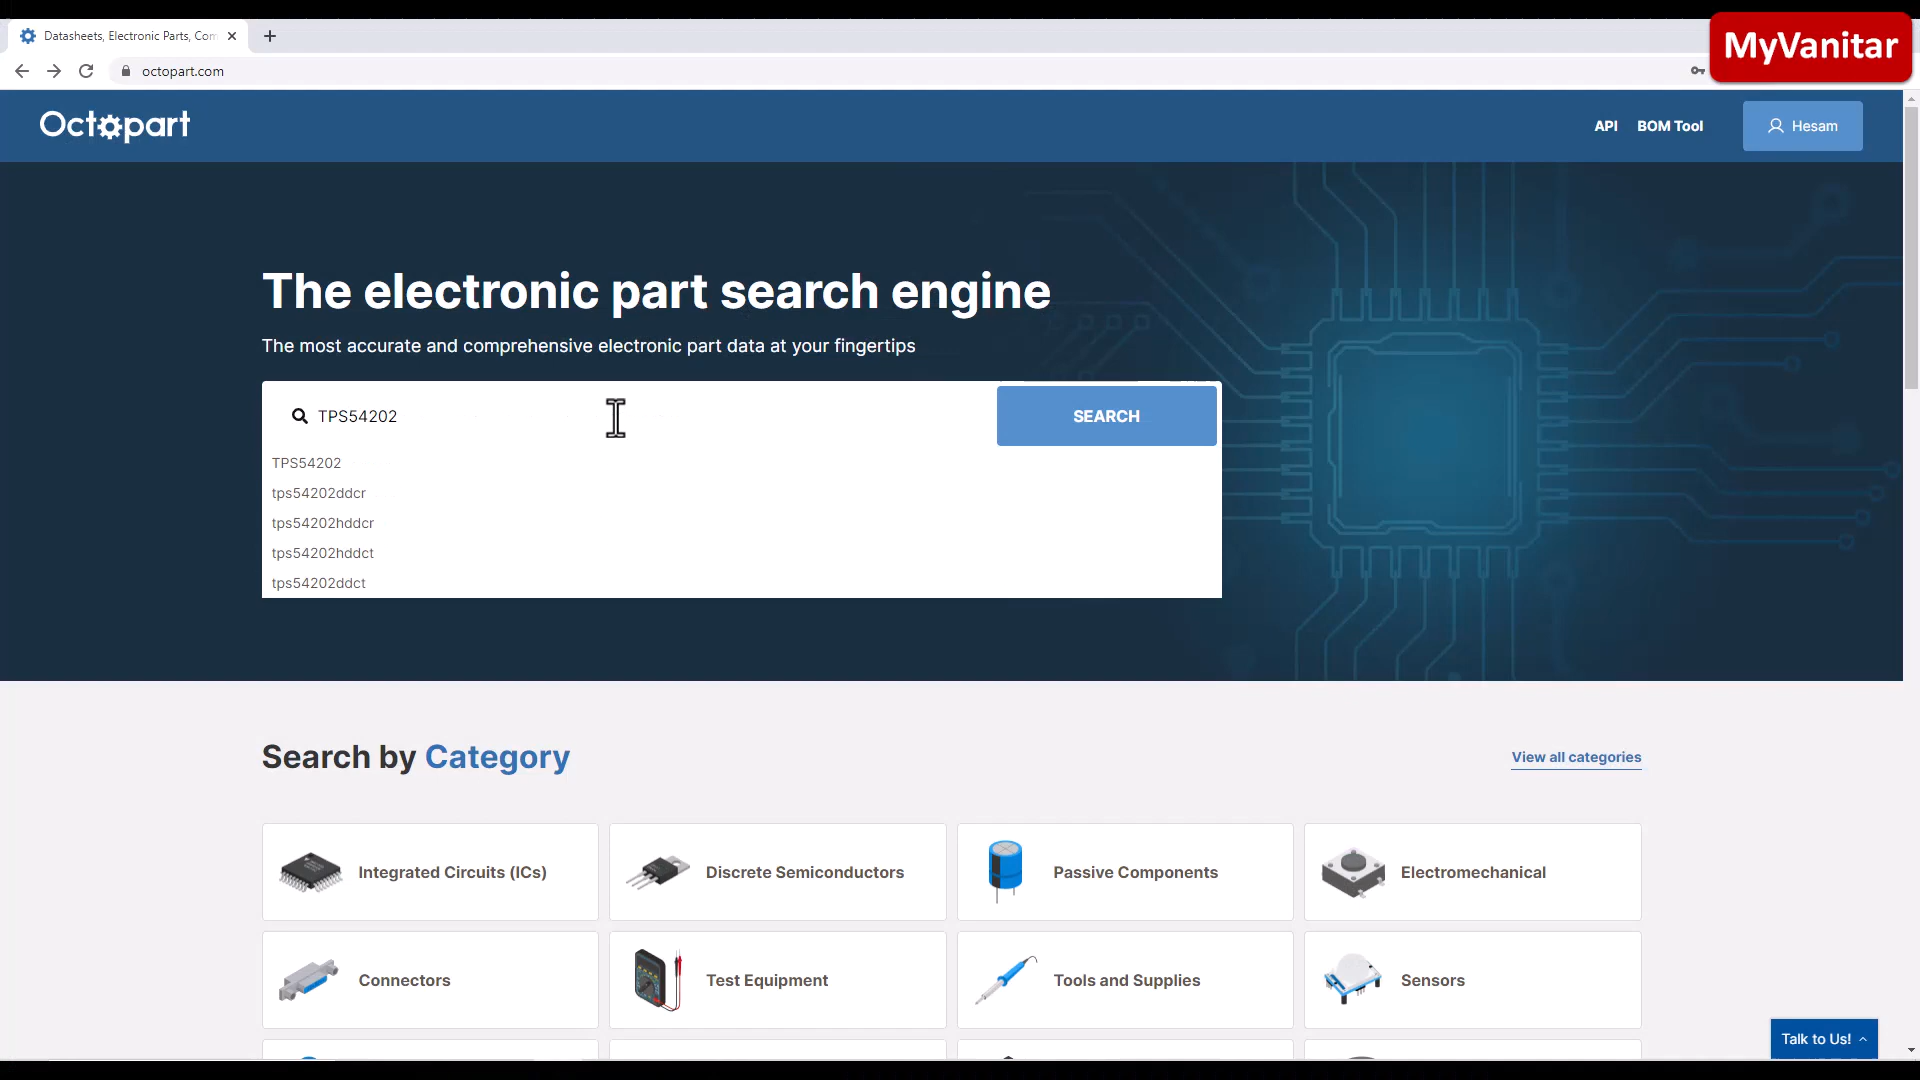 Datasheets, Electronic Parts, Com
MyVanitar
octopart.com
Octopart
API
BOM Tool
Hesam
The electronic part search engine
The most accurate and comprehensive electronic part data at your fingertips
TPS54202
SEARCH
TPS54202
tps54202ddcr
tps54202hddcr
tps54202hddct
tps54202ddct
Search by Category
View all categories
Integrated Circuits (ICs)
Discrete Semiconductors
Passive Components
Electromechanical
Connectors
Test Equipment
Tools and Supplies
Sensors
Talk to Us!